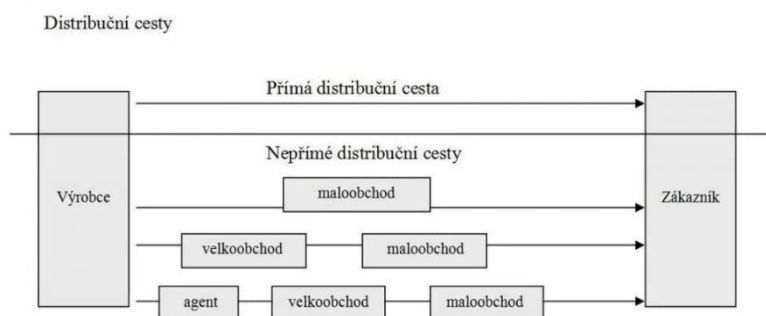 Distribuční cesty
Přímá distribuční cesta
Nepřímé distribuční cesty
Výrobce
maloobchod
Zákazník
velkoobchod maloobchod
agent velkoobchod maloobchod